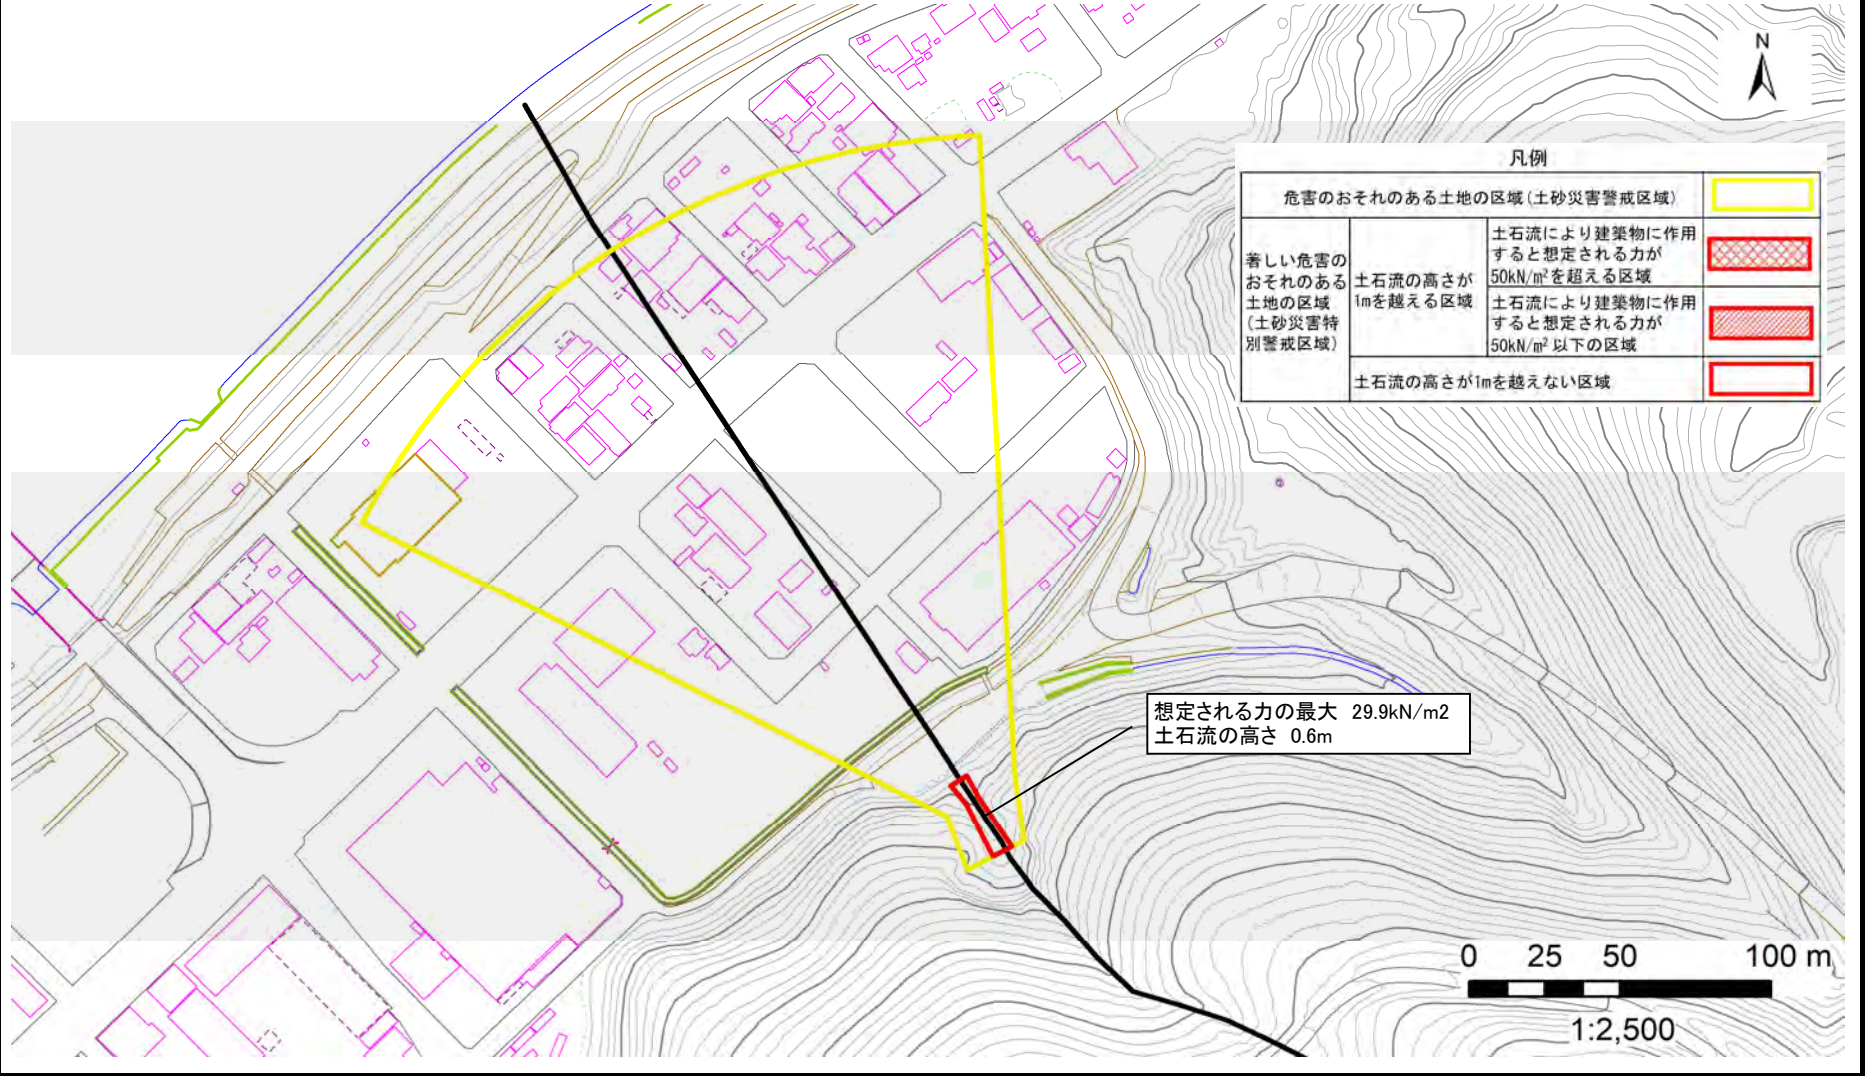 N
凡例
危害のおそれのある土地の区域(土砂災害警戒区域)
著しい危害の
おそれのある
土地の区域
(土砂災害特
別警戒区域)
土石流の高さが
1mを越える区域
土石流により建築物に作用
すると想定される力が
50kN/m²を超える区域
土石流により建築物に作用
すると想定される力が
50kN/m²以下の区域
土石流の高さが1mを越えない区域
想定される力の最大 29.9kN/m2
土石流の高さ 0.6m
0 25 50 100 m
1:2,500